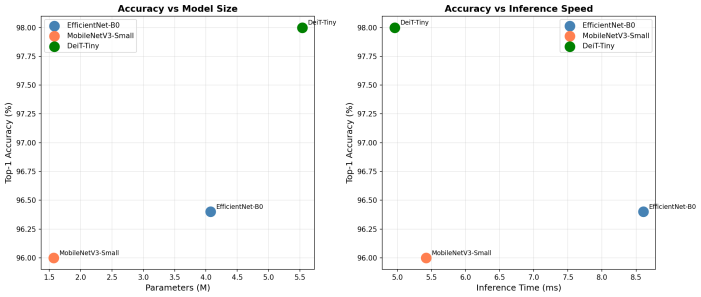 Accuracy vs Model Size
EfficientNet-B0
MobileNetV3-Small
DeiT-Tiny
DeiT-Tiny
EfficientNet-B0
MobileNetV3-Small
98.00
97.75
97.50
97.25
97.00
96.75
96.50
96.25
96.00
Top-1 Accuracy (%)
1.5 2.0 2.5 3.0 3.5 4.0 4.5 5.0 5.5
Parameters (M)
Accuracy vs Inference Speed
EfficientNet-B0
MobileNetV3-Small
DeiT-Tiny
DeiT-Tiny
EfficientNet-B0
MobileNetV3-Small
98.00
97.75
97.50
97.25
97.00
96.75
96.50
96.25
96.00
Top-1 Accuracy (%)
5.0 5.5 6.0 6.5 7.0 7.5 8.0 8.5
Inference Time (ms)